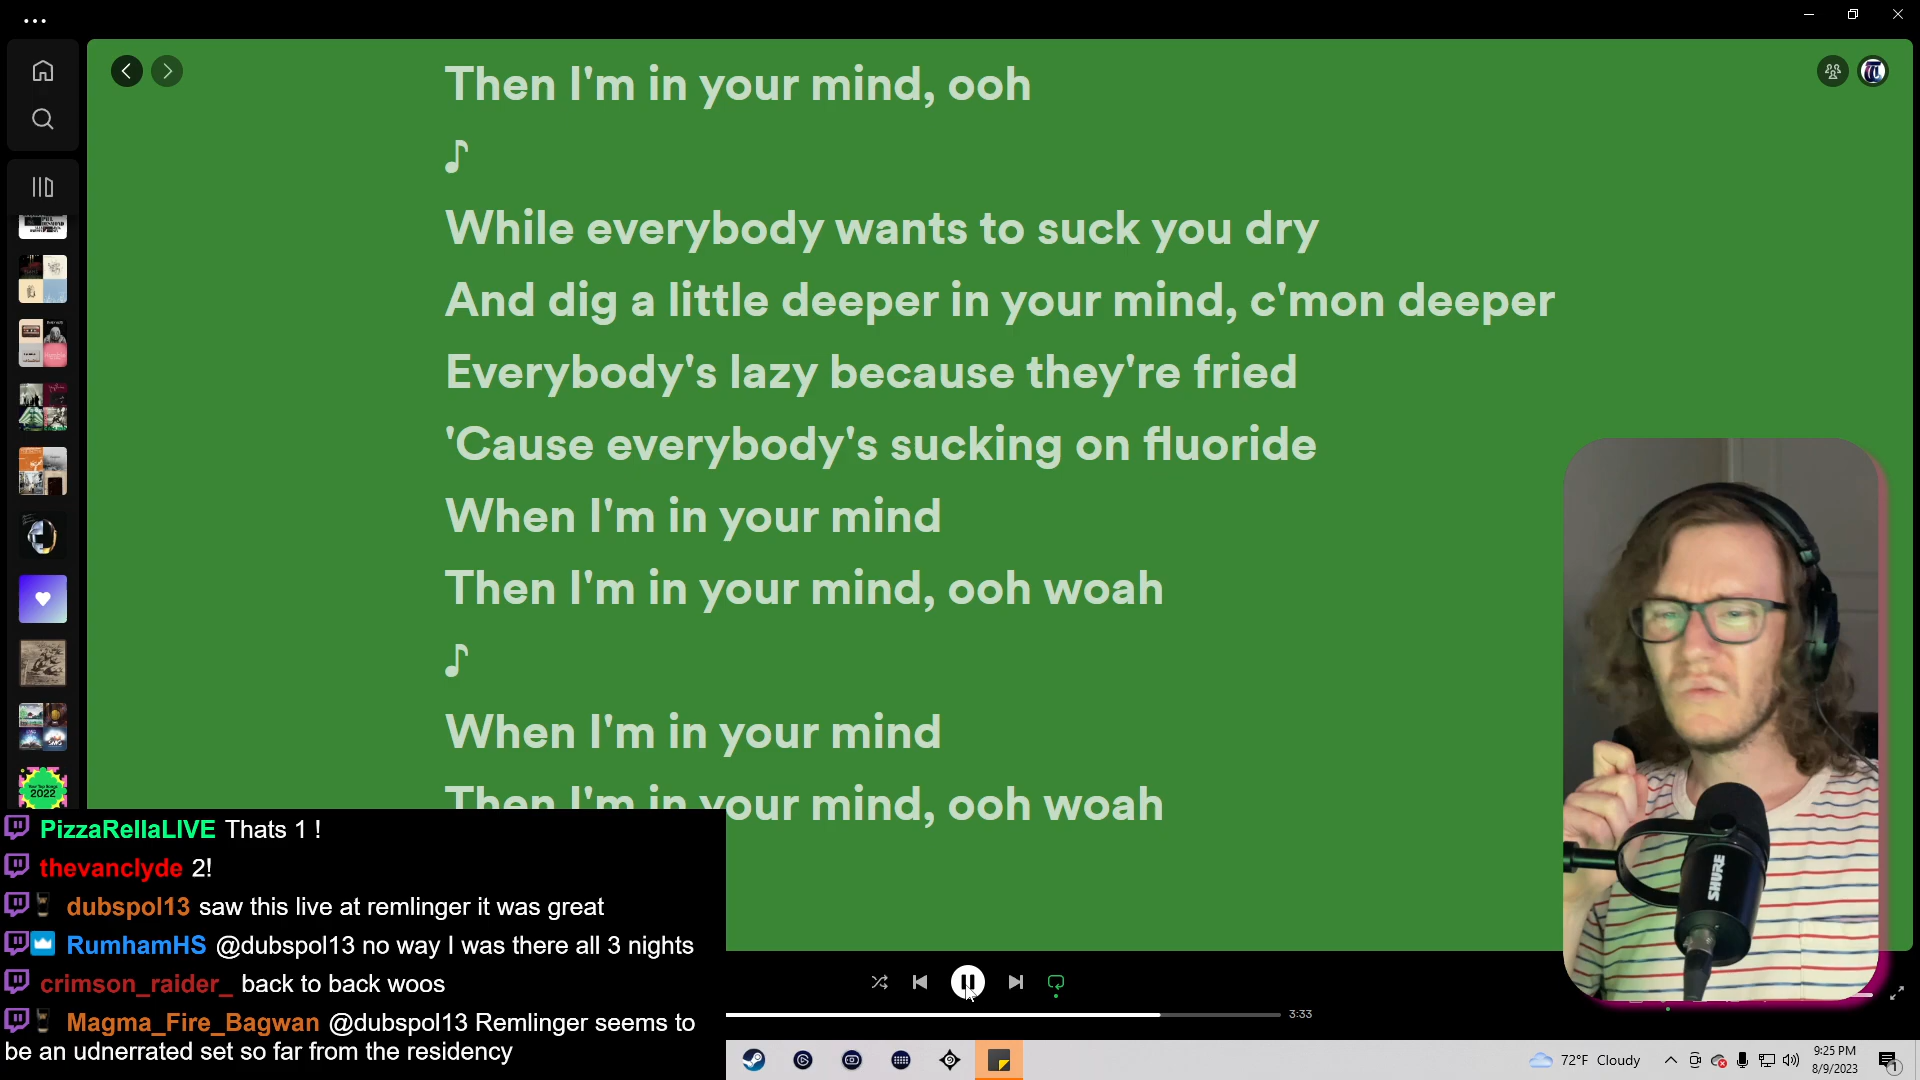 Then I'm in your mind, ooh
♪
While everybody wants to suck you dry
And dig a little deeper in your mind, c'mon deeper
Everybody's lazy because they're fried
'Cause everybody's sucking on fluoride
When I'm in your mind
Then I'm in your mind, ooh woah
♪
When I'm in your mind
Then I'm in your mind, ooh woah
2022
PizzaRellaLIVE Thats 1 !
thevanclyde 2!
dubspol13 saw this live at remlinger it was great
RumhamHS @dubspol13 no way I was there all 3 nights
crimson_raider_ back to back woos
Magma_Fire_Bagwan @dubspol13 Remlinger seems to
be an udnerrated set so far from the residency
SHURE
3:33
72°F Cloudy
9:25 PM
8/9/2023
1